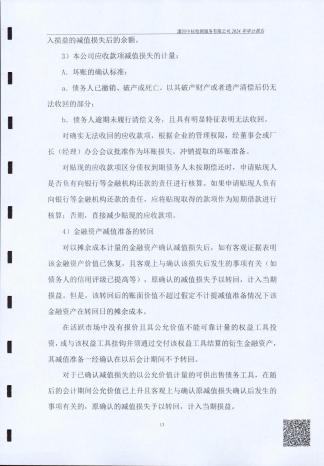 漯河中标检测服务有限公司2024年审计报告
入损益的减值损失后的余额。
3）本公司应收款项减值损失的计量：
A．坏账的确认标准：
a．债务人已撤销、破产或死亡，以其破产财产或者遗产清偿后仍无
法收回的部分；
b．债务人逾期未履行清偿义务，且具有明显特征表明无法收回。
对确实无法收回的应收款项，根据企业的管理权限，经董事会或厂
长（经理）办公会议批准作为坏账损失，冲销提取的坏账准备。
对贴现的应收款项区分债权到期债务人未按期偿还时，申请贴现人
是否负有向银行等金融机构还款的责任进行核算。如果申请贴现人负有
向银行等金融机构还款的责任，应将贴现取得的款项作为短期借款进行
核算；否则，直接减少贴现的应收款项。
4）金融资产减值准备的转回
对以摊余成本计量的金融资产确认减值损失后，如有客观证据表明
该金融资产价值已恢复，且客观上与确认该损失后发生的事项有关（如
债务人的信用评级已提高等），原确认的减值损失予以转回，计入当期
损益。但是，该转回后的账面价值不超过假定不计提减值准备情况下该
金融资产在转回日的摊余成本。
在活跃市场中没有报价且其公允价值不能可靠计量的权益工具投
资，或与该权益工具挂钩并须通过交付该权益工具结算的衍生金融资产，
其减值准备一经确认在以后会计期间不予转回。
对于已确认减值损失的以公允价值计量的可供出售债务工具，在随
后的会计期间公允价值已上升且客观上与确认原减值损失确认后发生的
事项有关的，原确认的减值损失予以转回，计入当期损益。
13